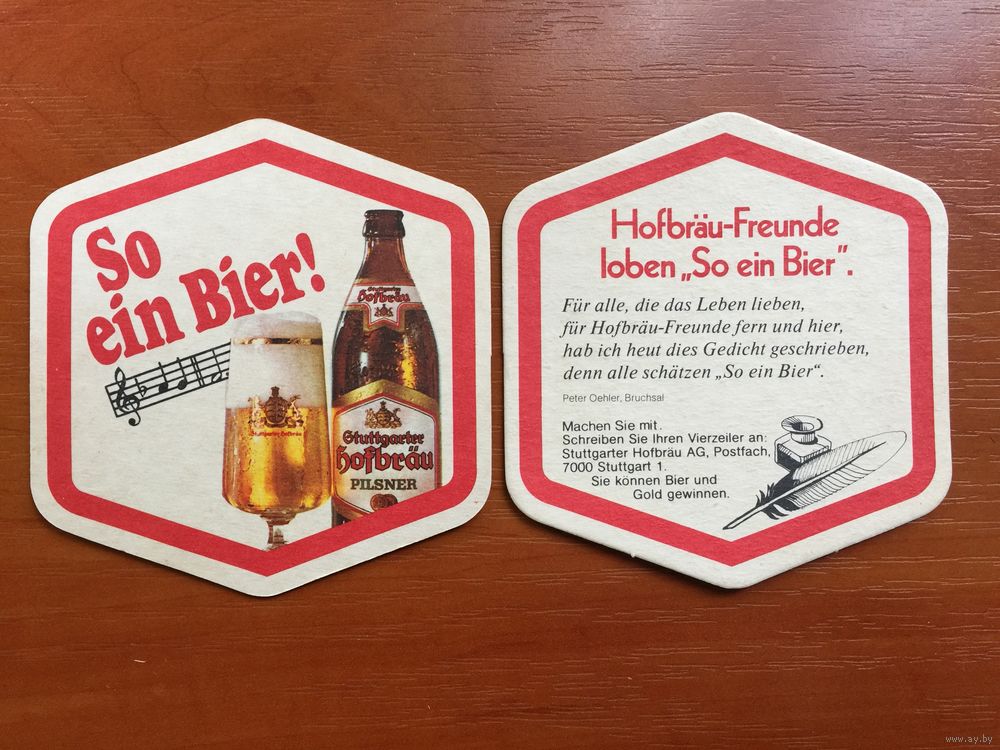 So
ein Bier!
Stuttgarter
Hofbräu
Stuttgarter Hofbräu
Stuttgarter
Hofbräu
PILSNER
Hofbräu-Freunde
loben „So ein Bier“.
Für alle, die das Leben lieben,
für Hofbräu-Freunde fern und hier,
hab ich heut dies Gedicht geschrieben,
denn alle schätzen „So ein Bier“.
Peter Oehler, Bruchsal
Machen Sie mit.
Schreiben Sie Ihren Vierzeiler an:
Stuttgarter Hofbräu AG, Postfach,
7000 Stuttgart 1.
Sie können Bier und
Gold gewinnen.
www.ay.by